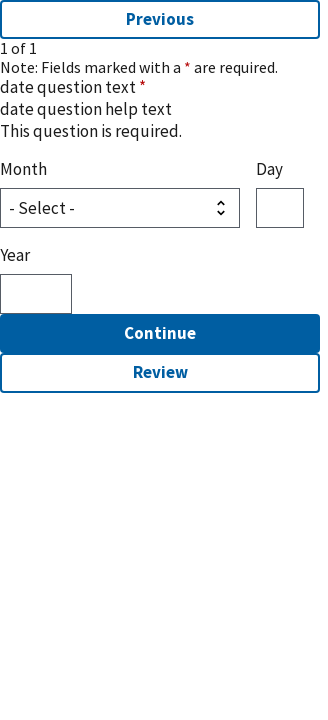 Previous
1 of 1
Note: Fields marked with a * are required.
date question text *
date question help text
This question is required.
Month Day
- Select -
Year
Continue
Review